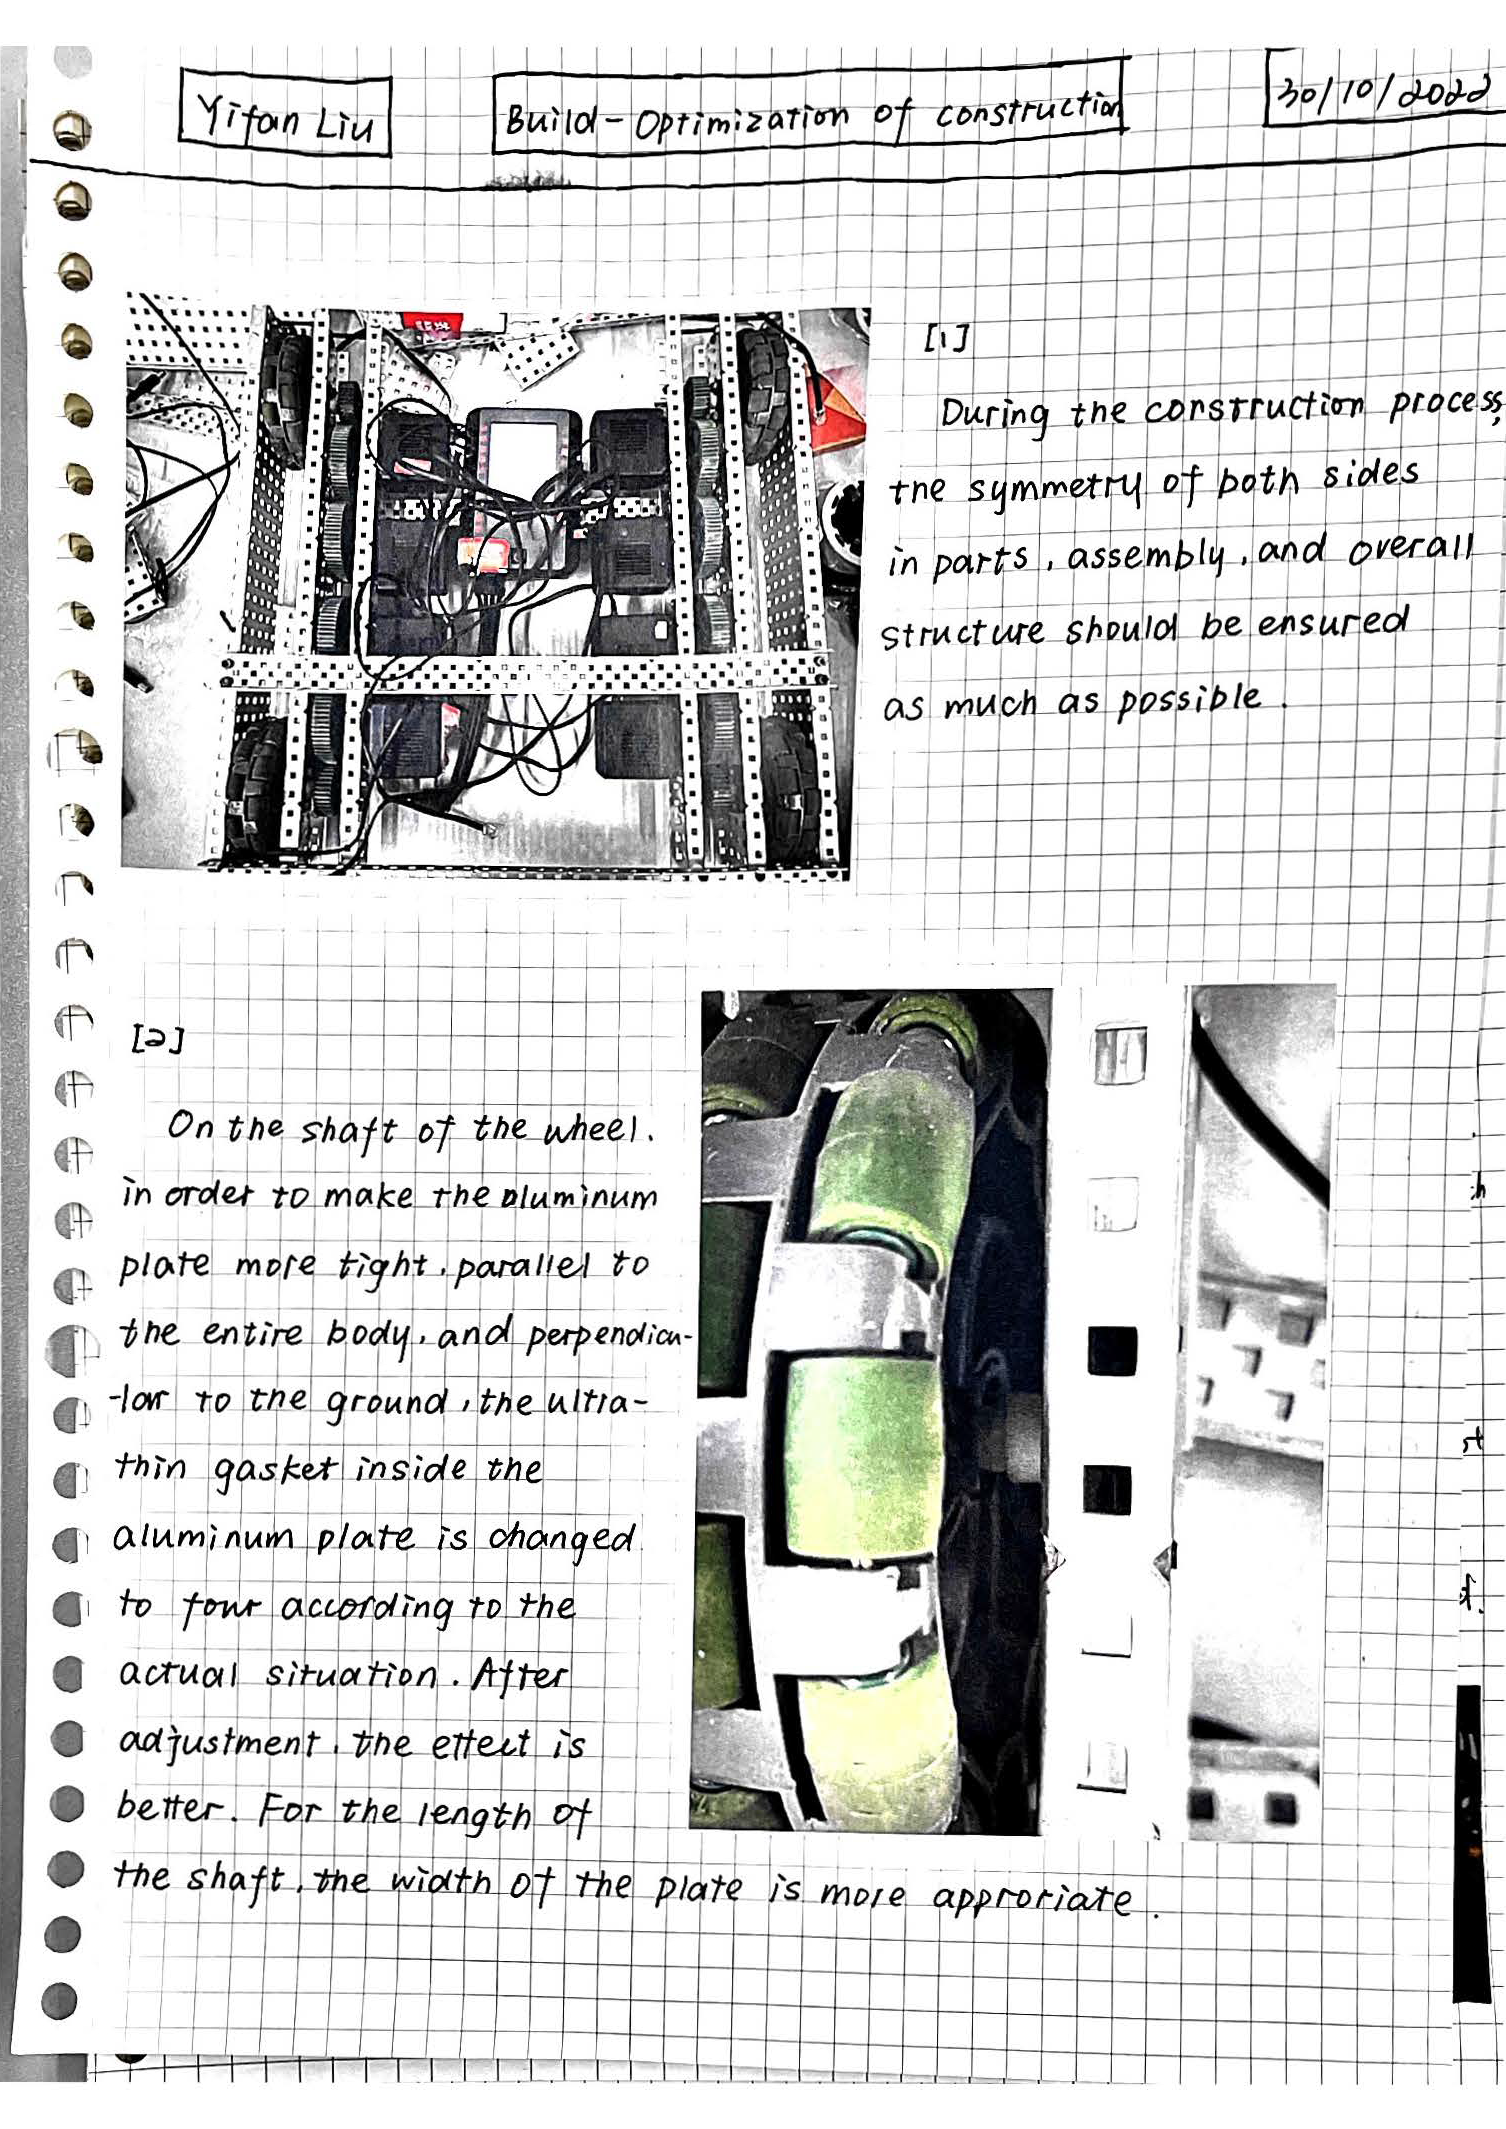 Yifan Liu
Build-Optimization of construction
30/10/2022
[1]
During the construction process,
the symmetry of both sides
in parts, assembly, and overall
structure should be ensured
as much as possible.
[2]
On the shaft of the wheel.
in order to make the aluminum
plate more tight, parallel to
the entire body, and perpendicu-
-lar to the ground, the ultra-
thin gasket inside the
aluminum plate is changed
to four according to the
actual situation. After
adjustment, the effect is
better. For the length of
the shaft, the width of the plate is more approriate.